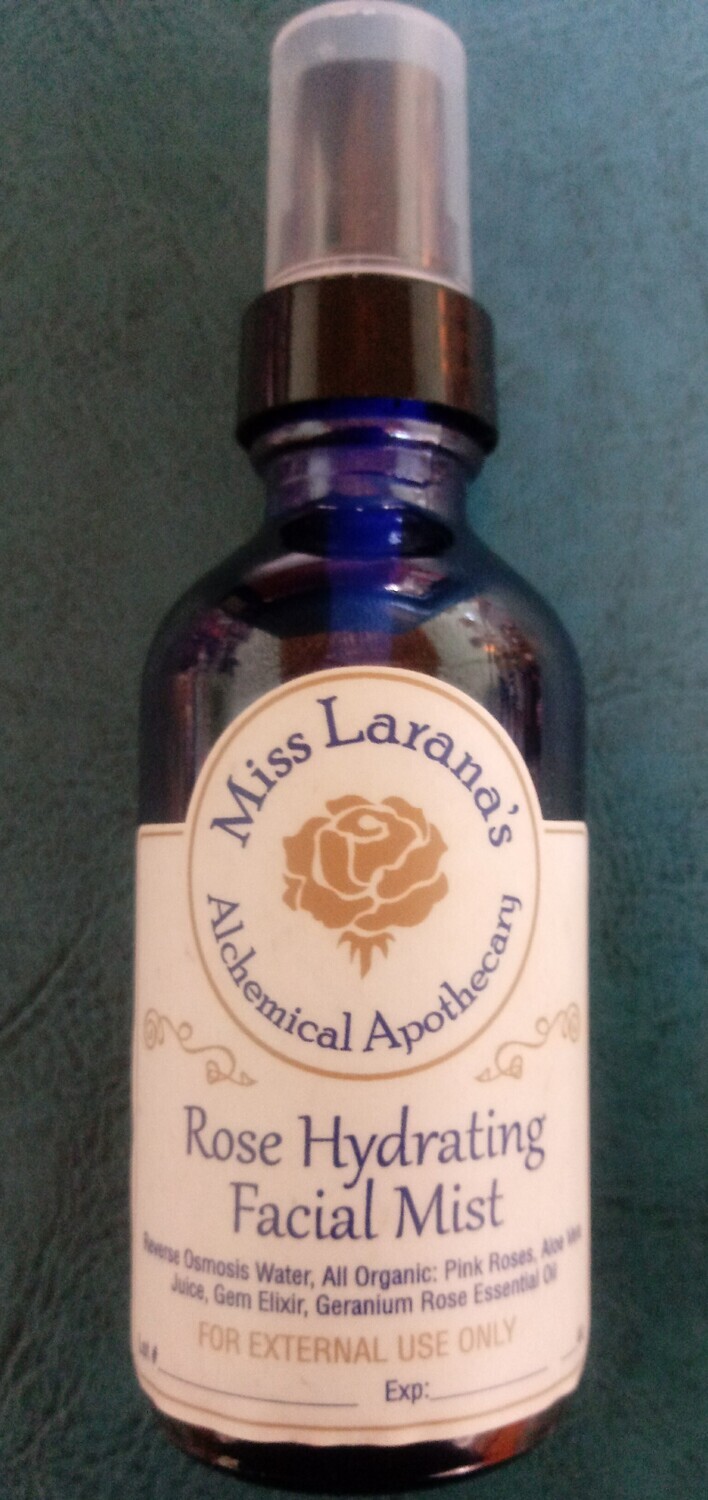 Miss Larana's
Alchemical Apothecary
Rose Hydrating
Facial Mist
Reverse Osmosis Water, All Organic: Pink Roses, Aloe Vera
Juice, Gem Elixir, Geranium Rose Essential Oil
FOR EXTERNAL USE ONLY
Lot #
Exp: